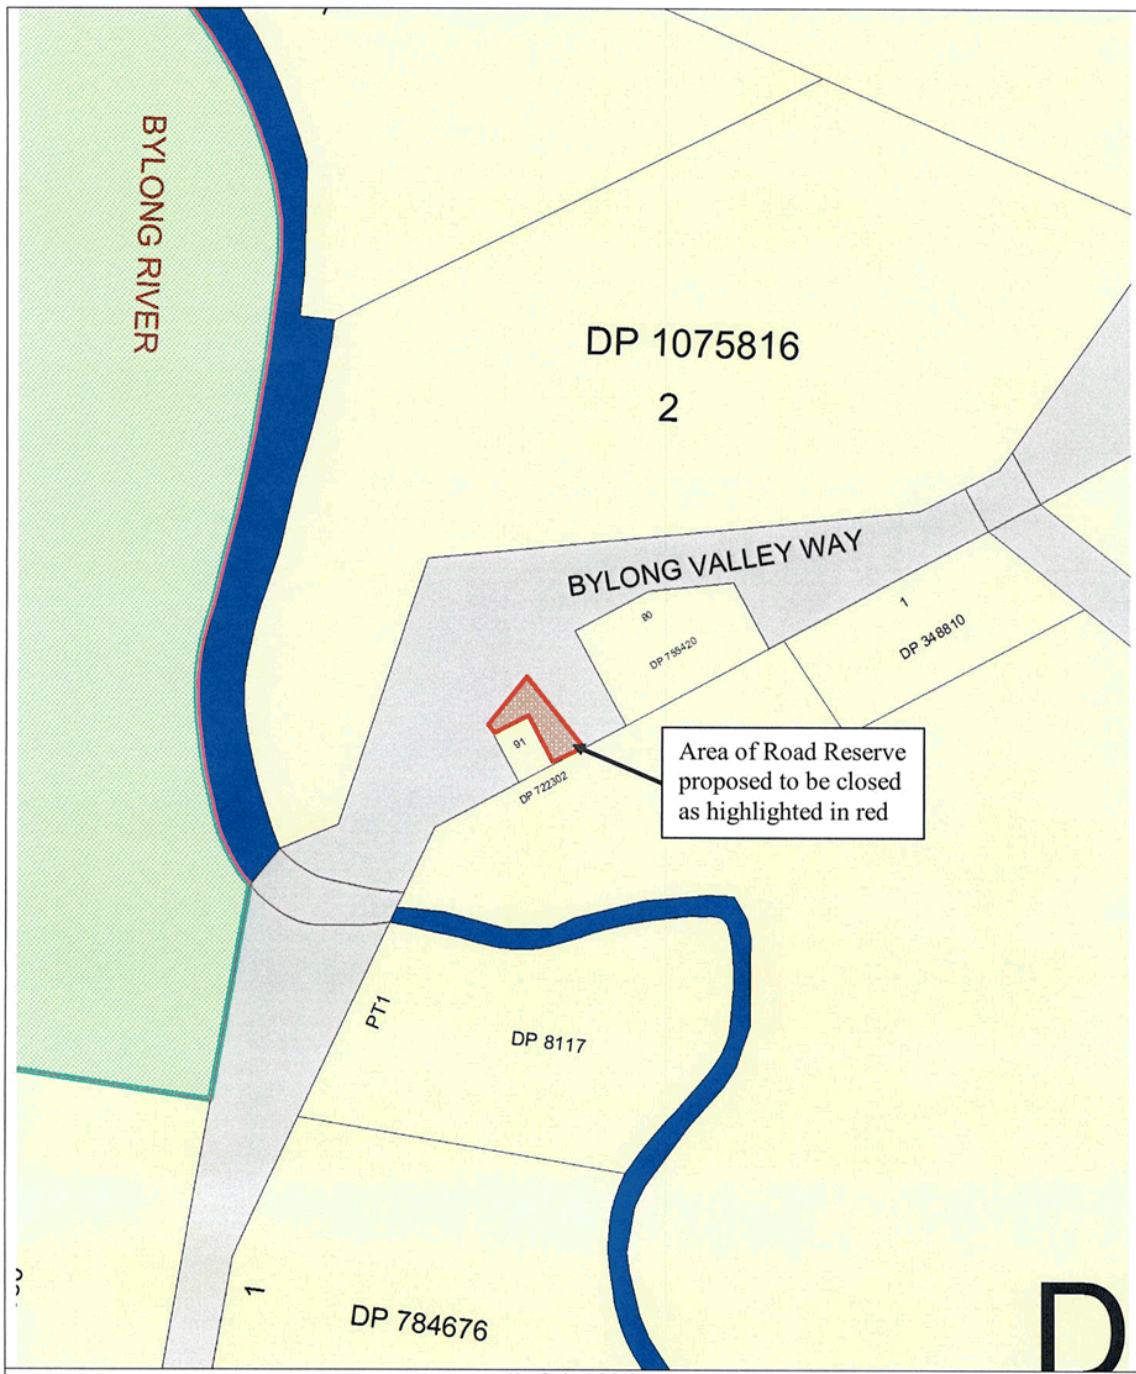 BYLONG RIVER
DP 1075816
2
BYLONG VALLEY WAY
80
DP 755420
1
DP 348810
91
DP 722302
Area of Road Reserve
proposed to be closed
as highlighted in red
PT1
DP 8117
1
DP 784676
D